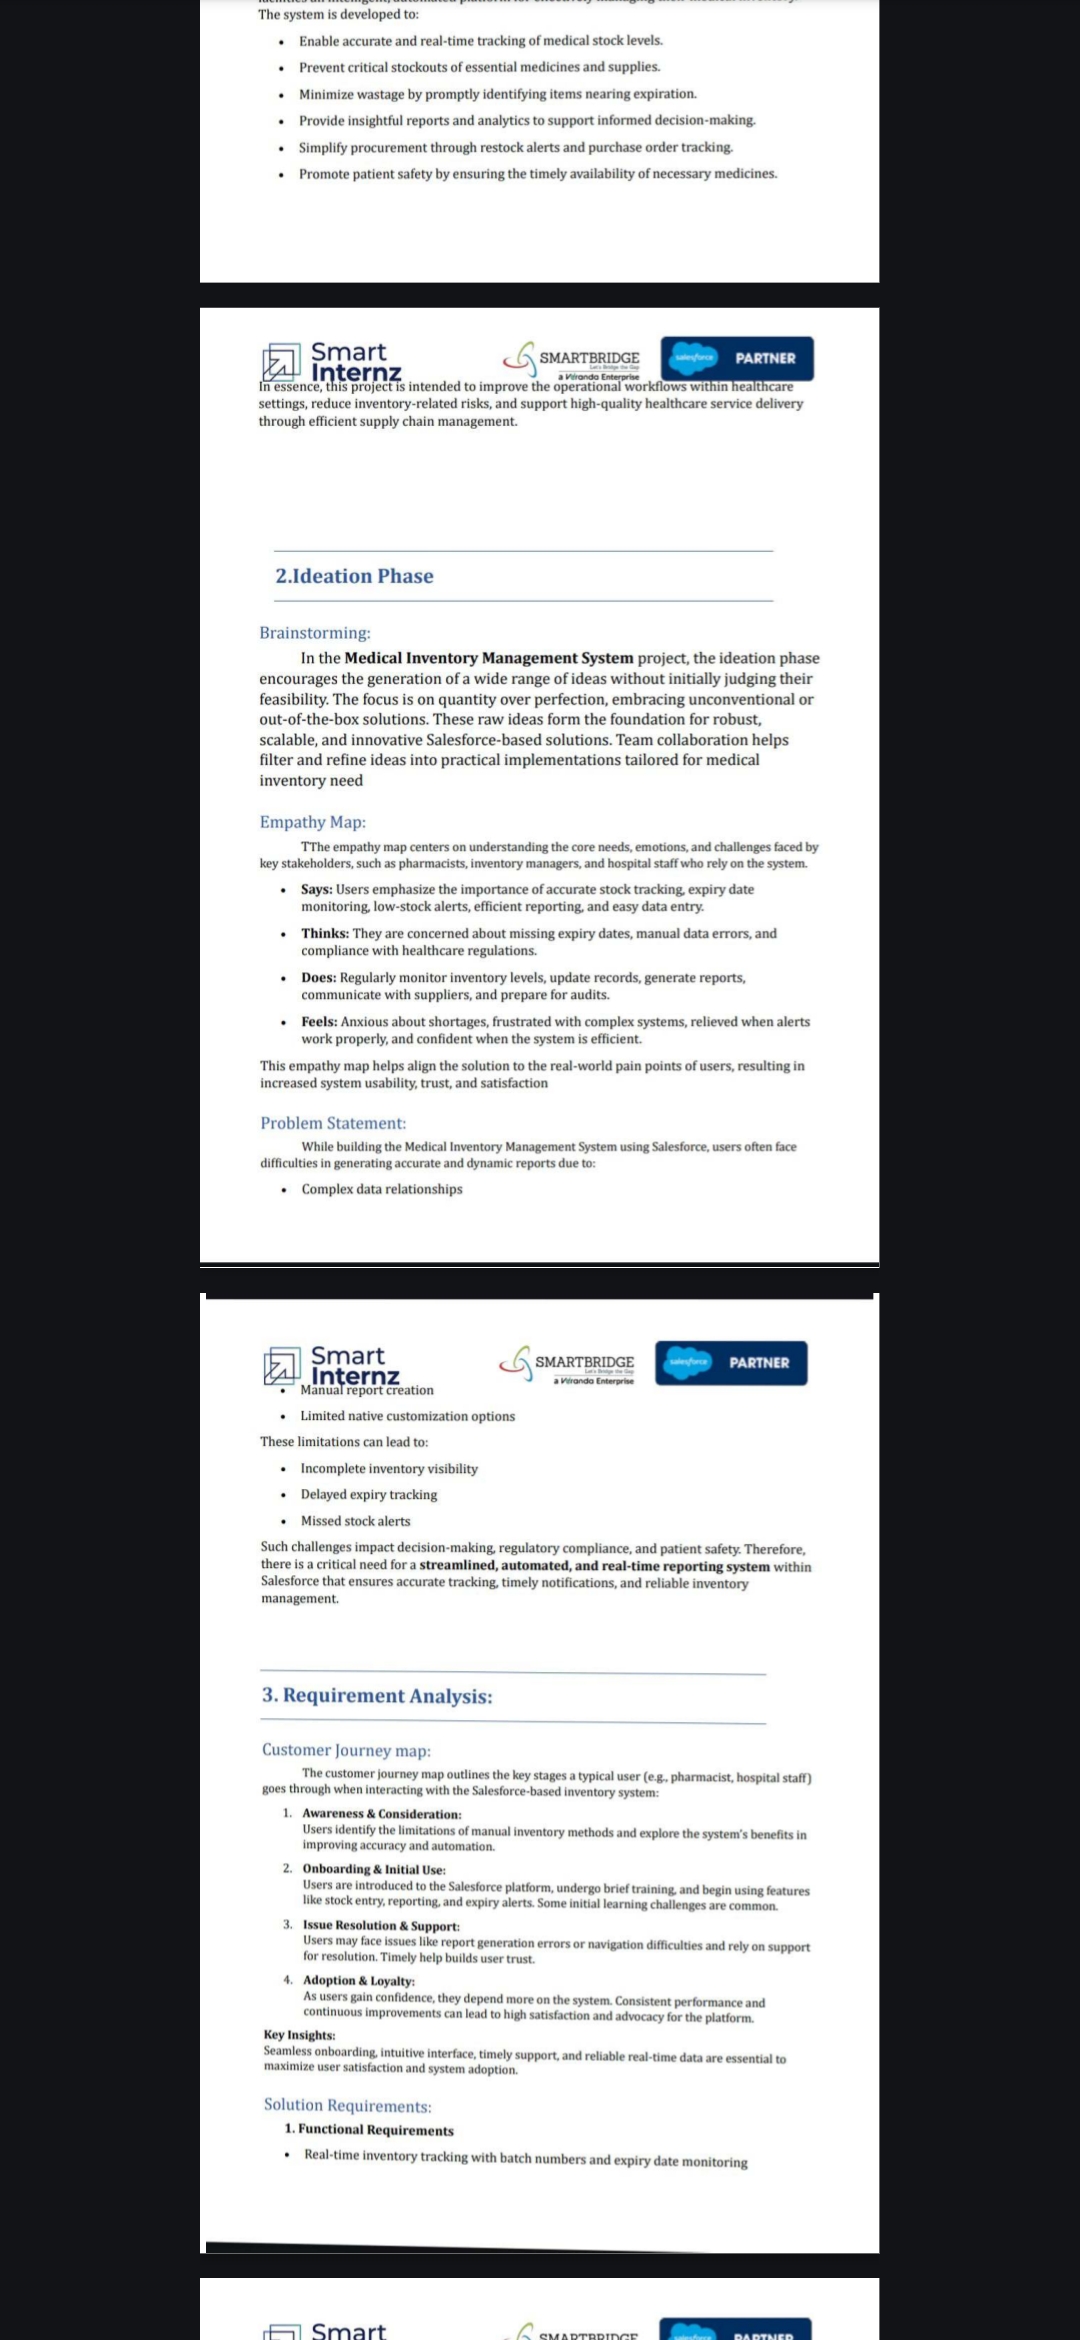 The system is developed to:
• Enable accurate and real-time tracking of medical stock levels.
• Prevent critical stockouts of essential medicines and supplies.
• Minimize wastage by promptly identifying items nearing expiration.
• Provide insightful reports and analytics to support informed decision-making.
• Simplify procurement through restock alerts and purchase order tracking.
• Promote patient safety by ensuring the timely availability of necessary medicines.
Smart
Internz
SMARTBRIDGE
Let's Bridge the Gap
a Veranda Enterprise
salesforce
PARTNER
In essence, this project is intended to improve the operational workflows within healthcare
settings, reduce inventory-related risks, and support high-quality healthcare service delivery
through efficient supply chain management.
2.Ideation Phase
Brainstorming:
In the Medical Inventory Management System project, the ideation phase
encourages the generation of a wide range of ideas without initially judging their
feasibility. The focus is on quantity over perfection, embracing unconventional or
out-of-the-box solutions. These raw ideas form the foundation for robust,
scalable, and innovative Salesforce-based solutions. Team collaboration helps
filter and refine ideas into practical implementations tailored for medical
inventory need
Empathy Map:
TThe empathy map centers on understanding the core needs, emotions, and challenges faced by
key stakeholders, such as pharmacists, inventory managers, and hospital staff who rely on the system.
• Says: Users emphasize the importance of accurate stock tracking, expiry date
monitoring, low-stock alerts, efficient reporting, and easy data entry.
• Thinks: They are concerned about missing expiry dates, manual data errors, and
compliance with healthcare regulations.
• Does: Regularly monitor inventory levels, update records, generate reports,
communicate with suppliers, and prepare for audits.
• Feels: Anxious about shortages, frustrated with complex systems, relieved when alerts
work properly, and confident when the system is efficient.
This empathy map helps align the solution to the real-world pain points of users, resulting in
increased system usability, trust, and satisfaction
Problem Statement:
While building the Medical Inventory Management System using Salesforce, users often face
difficulties in generating accurate and dynamic reports due to:
• Complex data relationships
Smart
Internz
SMARTBRIDGE
Let's Bridge the Gap
a Veranda Enterprise
salesforce
PARTNER
• Manual report creation
• Limited native customization options
These limitations can lead to:
• Incomplete inventory visibility
• Delayed expiry tracking
• Missed stock alerts
Such challenges impact decision-making, regulatory compliance, and patient safety. Therefore,
there is a critical need for a streamlined, automated, and real-time reporting system within
Salesforce that ensures accurate tracking, timely notifications, and reliable inventory
management.
3. Requirement Analysis:
Customer Journey map:
The customer journey map outlines the key stages a typical user (e.g., pharmacist, hospital staff)
goes through when interacting with the Salesforce-based inventory system:
1. Awareness & Consideration:
Users identify the limitations of manual inventory methods and explore the system's benefits in
improving accuracy and automation.
2. Onboarding & Initial Use:
Users are introduced to the Salesforce platform, undergo brief training, and begin using features
like stock entry, reporting, and expiry alerts. Some initial learning challenges are common.
3. Issue Resolution & Support:
Users may face issues like report generation errors or navigation difficulties and rely on support
for resolution. Timely help builds user trust.
4. Adoption & Loyalty:
As users gain confidence, they depend more on the system. Consistent performance and
continuous improvements can lead to high satisfaction and advocacy for the platform.
Key Insights:
Seamless onboarding, intuitive interface, timely support, and reliable real-time data are essential to
maximize user satisfaction and system adoption.
Solution Requirements:
1. Functional Requirements
• Real-time inventory tracking with batch numbers and expiry date monitoring
Smart
SMARTBRIDGE
PARTNER